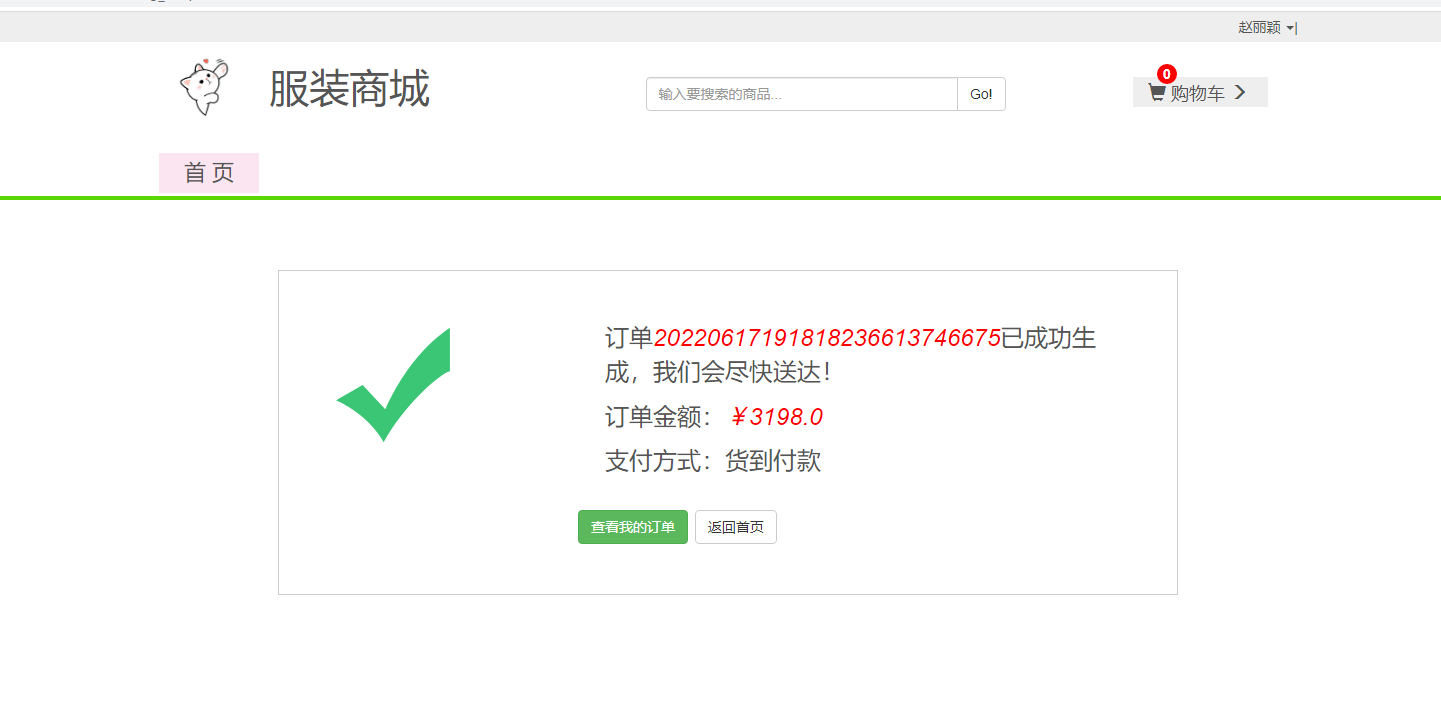 赵丽颖 |
服装商城
输入要搜索的商品...
Go!
0
购物车
首 页
订单20220617191818236613746675已成功生
成，我们会尽快送达！
订单金额：￥3198.0
支付方式：货到付款
查看我的订单
返回首页